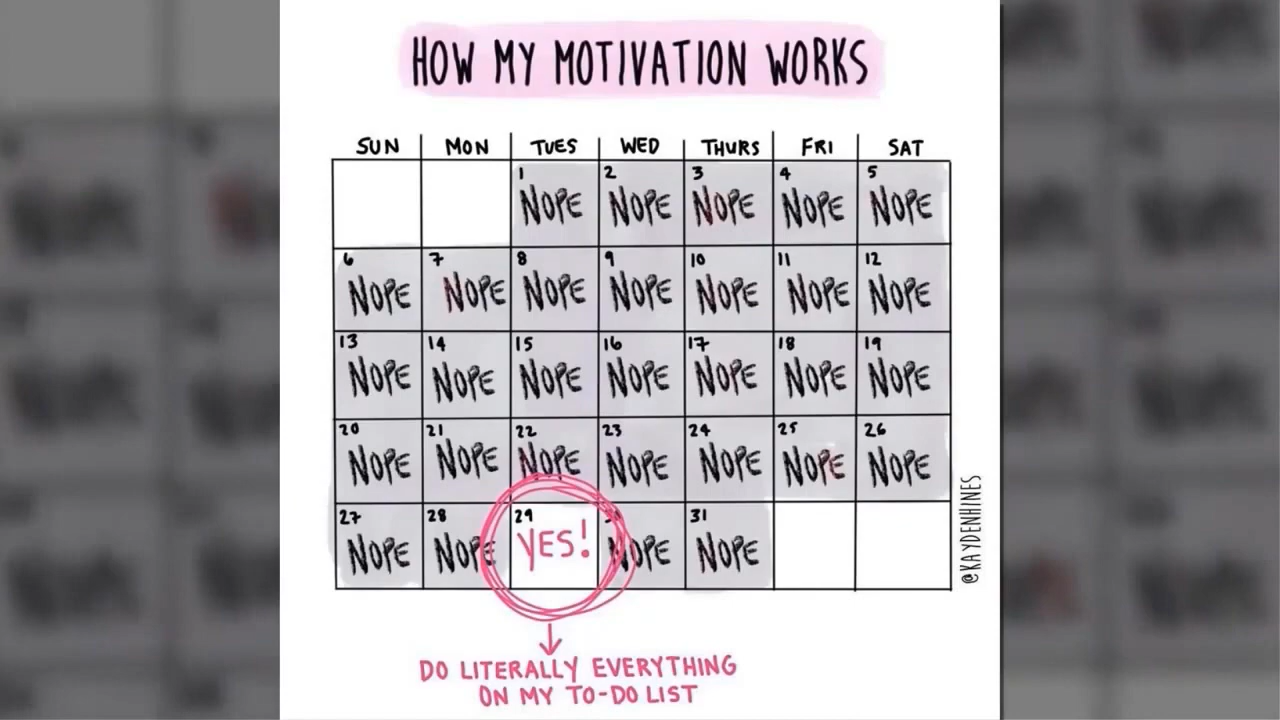 HOW MY MOTIVATION WORKS
SUN MON TUES WED THURS FRI SAT
1 2 3 4 5
NOPE NOPE NOPE NOPE NOPE
6 7 8 9 10 11 12
NOPE NOPE NOPE NOPE NOPE NOPE NOPE
13 14 15 16 17 18 19
NOPE NOPE NOPE NOPE NOPE NOPE NOPE
20 21 22 23 24 25 26
NOPE NOPE NOPE NOPE NOPE NOPE NOPE
27 28 29 30 31
NOPE NOPE YES! NOPE NOPE
@KAYDENHINES
DO LITERALLY EVERYTHING
ON MY TO-DO LIST